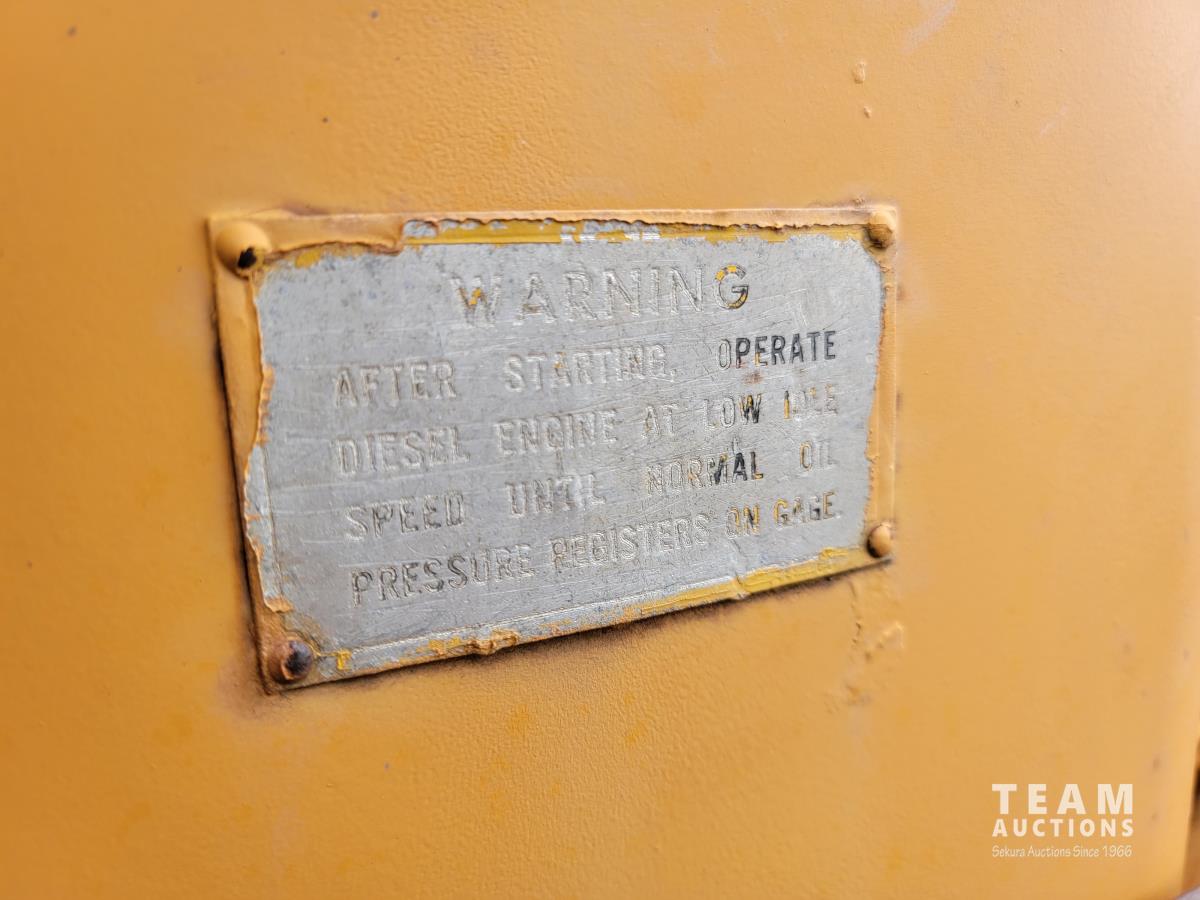 WARNING
AFTER STARTING, OPERATE
DIESEL ENGINE AT LOW IDLE
SPEED UNTIL NORMAL OIL
PRESSURE REGISTERS ON GAGE.
TEAM
AUCTIONS
Sekura Auctions Since 1966